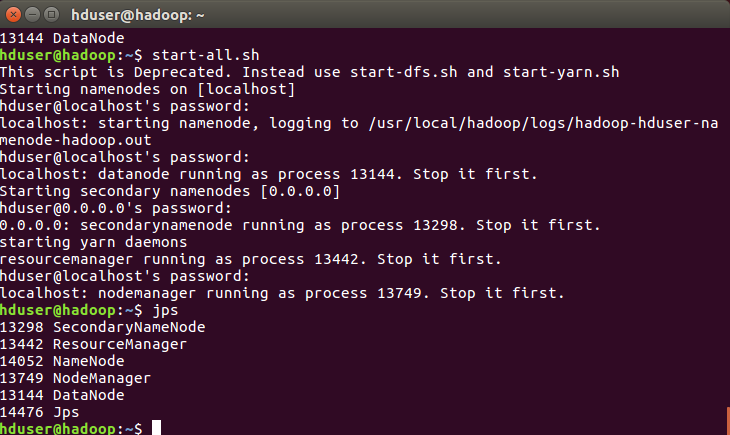 hduser@hadoop: ~
13144 DataNode
hduser@hadoop:~$ start-all.sh
This script is Deprecated. Instead use start-dfs.sh and start-yarn.sh
Starting namenodes on [localhost]
hduser@localhost's password:
localhost: starting namenode, logging to /usr/local/hadoop/logs/hadoop-hduser-na
menode-hadoop.out
hduser@localhost's password:
localhost: datanode running as process 13144. Stop it first.
Starting secondary namenodes [0.0.0.0]
hduser@0.0.0.0's password:
0.0.0.0: secondarynamenode running as process 13298. Stop it first.
starting yarn daemons
resourcemanager running as process 13442. Stop it first.
hduser@localhost's password:
localhost: nodemanager running as process 13749. Stop it first.
hduser@hadoop:~$ jps
13298 SecondaryNameNode
13442 ResourceManager
14052 NameNode
13749 NodeManager
13144 DataNode
14476 Jps
hduser@hadoop:~$